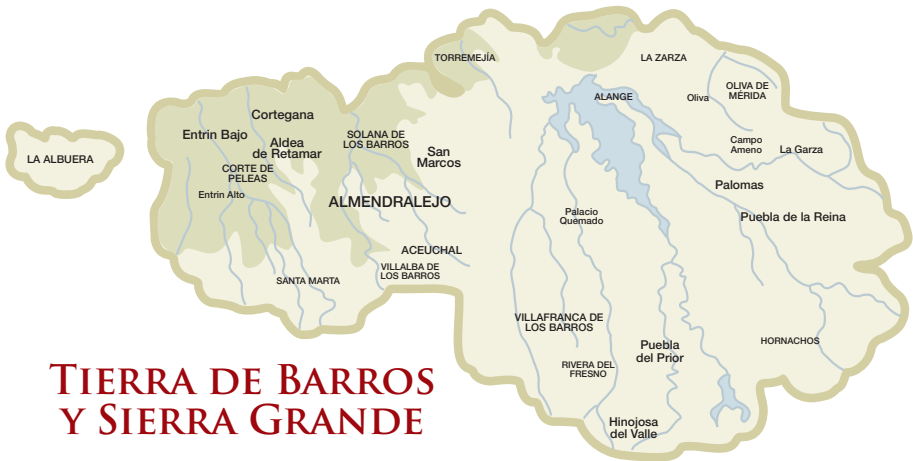 TORREMEJÍA
LA ZARZA
OLIVA DE
MÉRIDA
Oliva
ALANGE
Cortegana
Entrin Bajo
Aldea
de Retamar
SOLANA DE
LOS BARROS
San
Marcos
Campo
Ameno
La Garza
LA ALBUERA
CORTE DE
PELEAS
Entrin Alto
Palomas
ALMENDRALEJO
Palacio
Quemado
Puebla de la Reina
ACEUCHAL
VILLALBA DE
LOS BARROS
SANTA MARTA
VILLAFRANCA DE
LOS BARROS
Puebla
del Prior
HORNACHOS
RIVERA DEL
FRESNO
Hinojosa
del Valle
TIERRA DE BARROS
Y SIERRA GRANDE